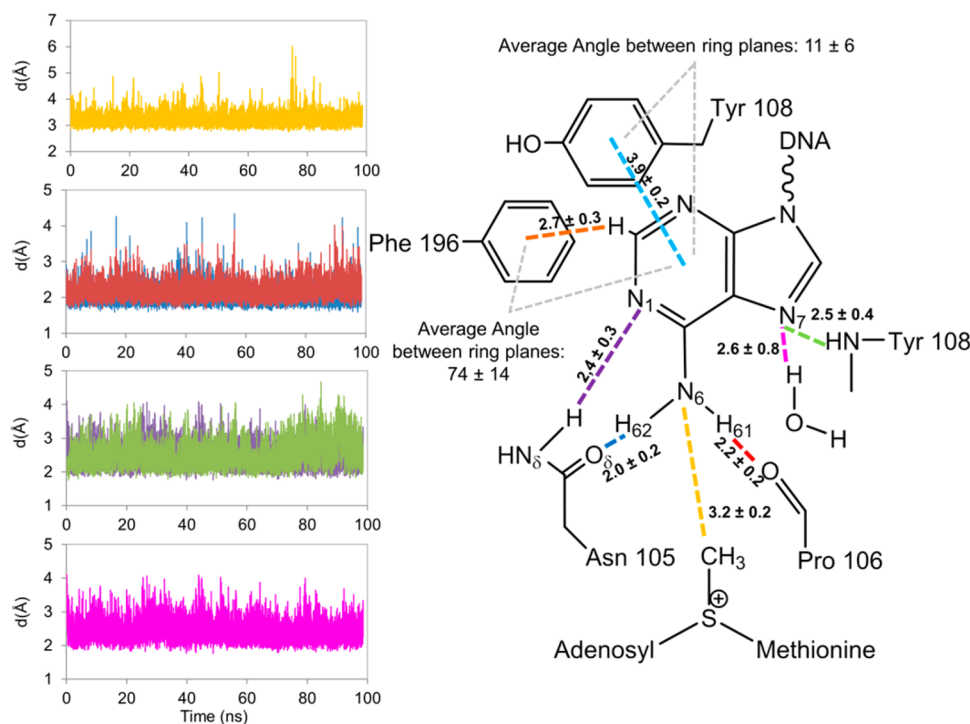 d(Å)
7
6
5
4
3
2
0 20 40 60 80 100
d(Å)
5
4
3
2
1
0 20 40 60 80 100
d(Å)
5
4
3
2
1
0 20 40 60 80 100
d(Å)
5
4
3
2
1
0 20 40 60 80 100
Time (ns)
Average Angle between ring planes: 11 ± 6
Tyr 108
HO
DNA
3.9 ± 0.2
N
N
2.7 ± 0.3
H
Phe 196
N1
N7
2.5 ± 0.4
HN
Tyr 108
2.6 ± 0.8
Average Angle
between ring planes:
74 ± 14
2,4 ± 0.3
H
O
H
N6
H
H62
H61
HNδ
Oδ
2.0 ± 0.2
2.2 ± 0.2
O
3.2 ± 0.2
Asn 105
CH3
Pro 106
S
+
Adenosyl
Methionine